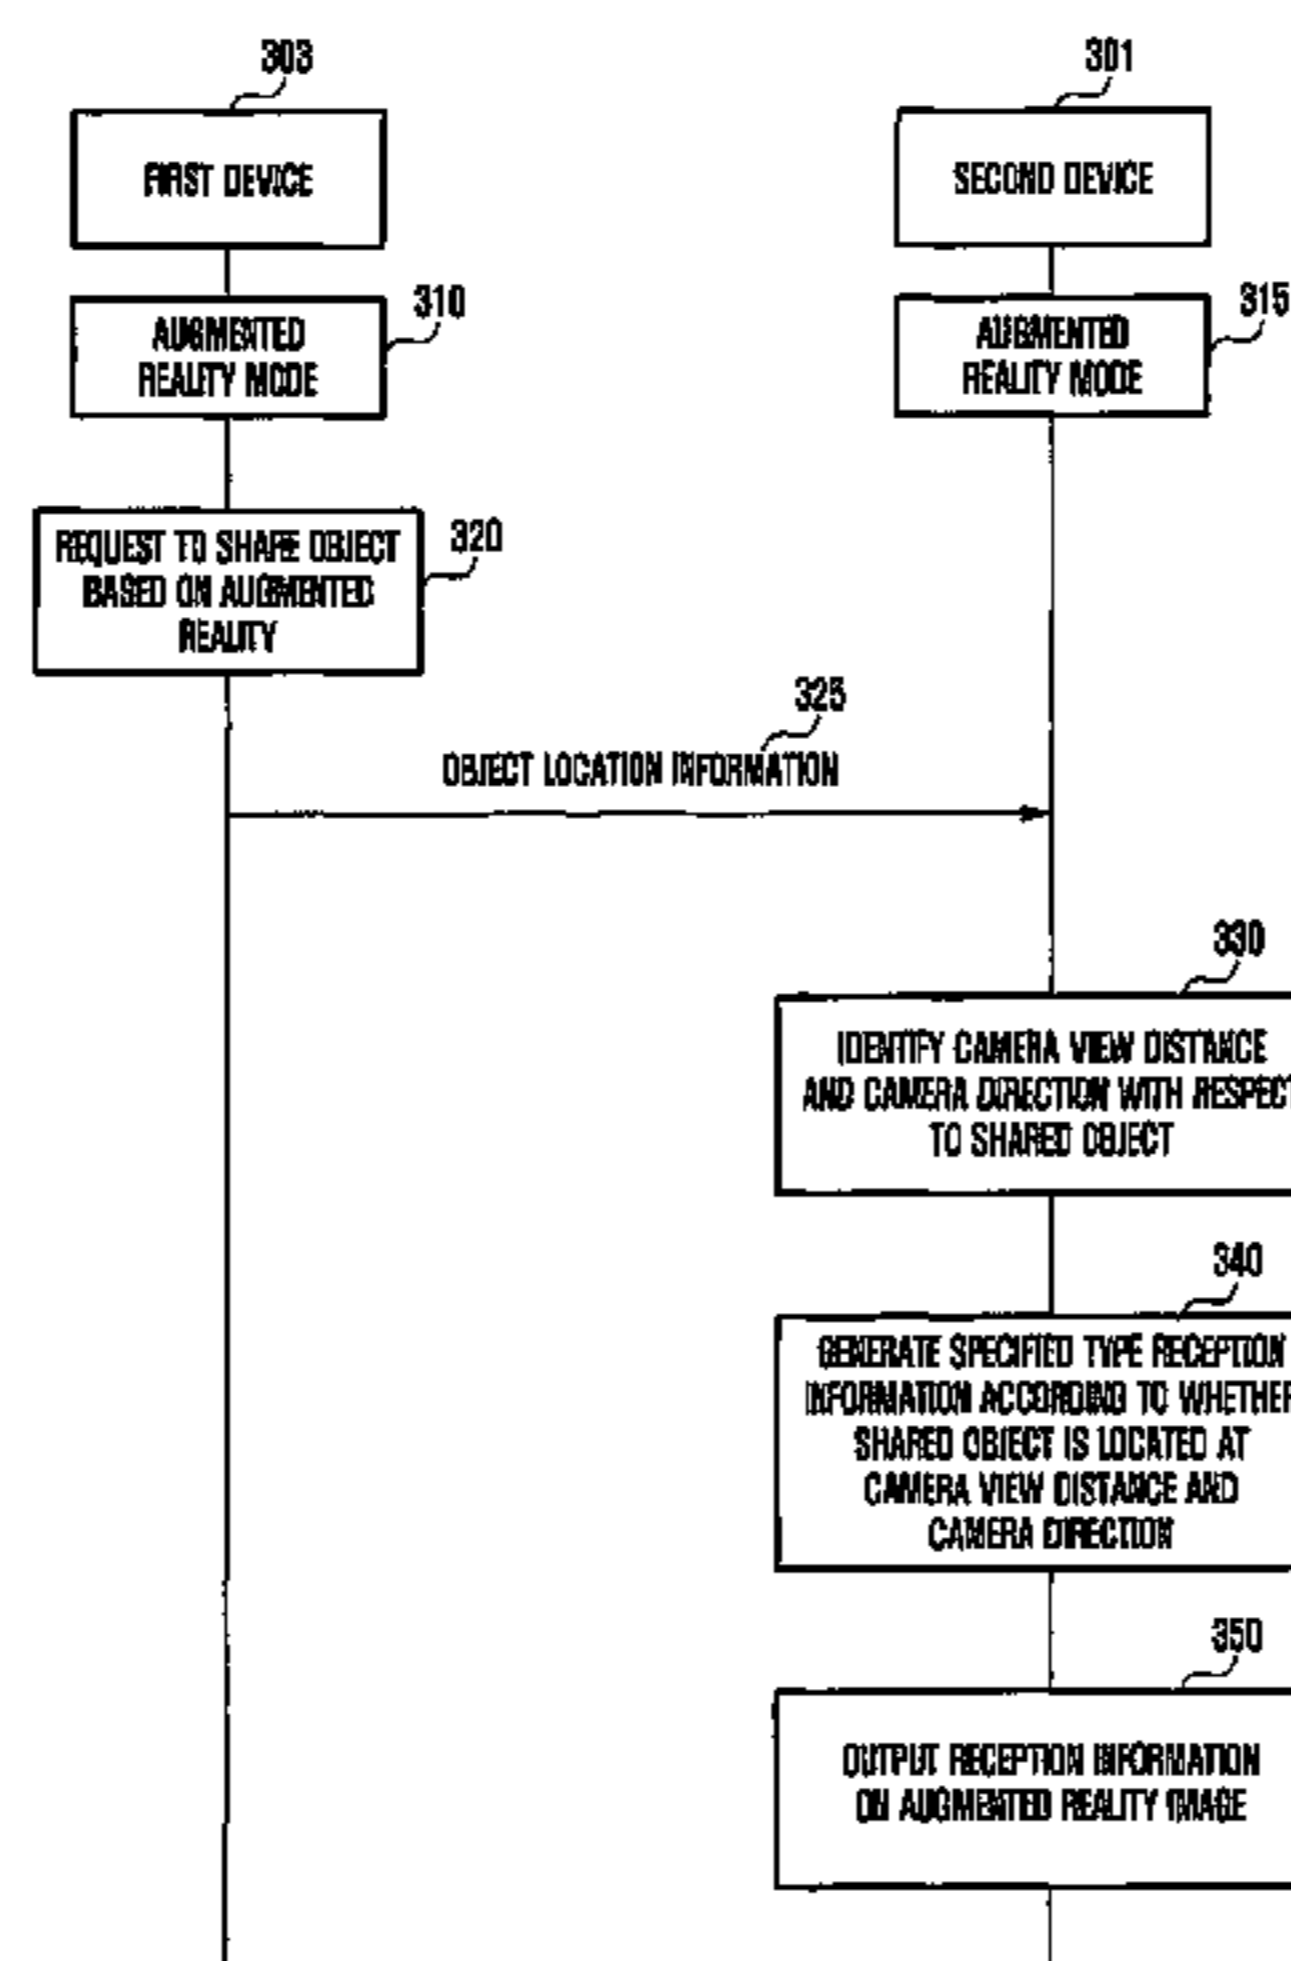 303
301
FIRST DEVICE
SECOND DEVICE
310
315
AUGMENTED
REALITY MODE
AUGMENTED
REALITY MODE
320
REQUEST TO SHARE OBJECT
BASED ON AUGMENTED
REALITY
325
OBJECT LOCATION INFORMATION
330
IDENTIFY CAMERA VIEW DISTANCE
AND CAMERA DIRECTION WITH RESPECT
TO SHARED OBJECT
340
GENERATE SPECIFIED TYPE RECEPTION
INFORMATION ACCORDING TO WHETHER
SHARED OBJECT IS LOCATED AT
CAMERA VIEW DISTANCE AND
CAMERA DIRECTION
350
OUTPUT RECEPTION INFORMATION
ON AUGMENTED REALITY IMAGE